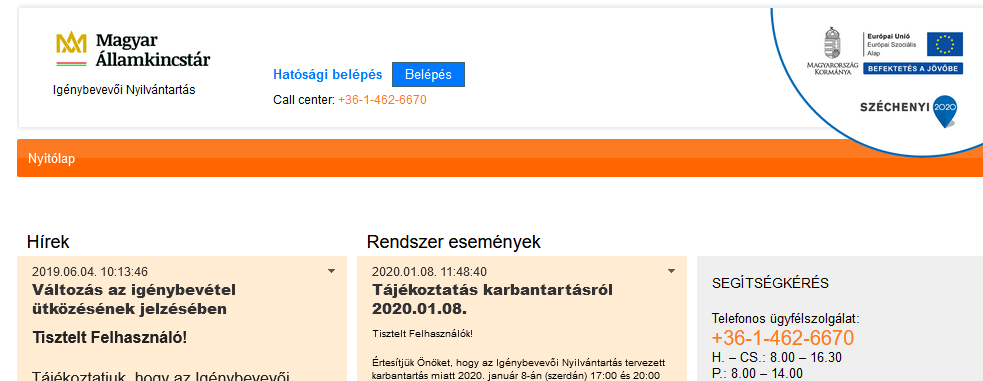 Magyar
Államkincstár
Igénybevevői Nyilvántartás
Hatósági belépés Belépés
Call center: +36-1-462-6670
Európai Unió
Európai Szociális
Alap
MAGYARORSZÁG
KORMÁNYA
BEFEKTETÉS A JÖVŐBE
SZÉCHENYI 2020
Nyitólap
Hírek
2019.06.04. 10:13:46
Változás az igénybevétel
ütközésének jelzésében
Tisztelt Felhasználó!
Tájékoztatjuk, hogy az Igénybevevői
Rendszer események
2020.01.08. 11:48:40
Tájékoztatás karbantartásról
2020.01.08.
Tisztelt Felhasználók!
Értesítjük Önöket, hogy az Igénybevevői Nyilvántartás tervezett
karbantartás miatt 2020. január 8-án (szerdán) 17:00 és 20:00
SEGÍTSÉGKÉRÉS
Telefonos ügyfélszolgálat:
+36-1-462-6670
H. – CS.: 8.00 – 16.30
P.: 8.00 – 14.00